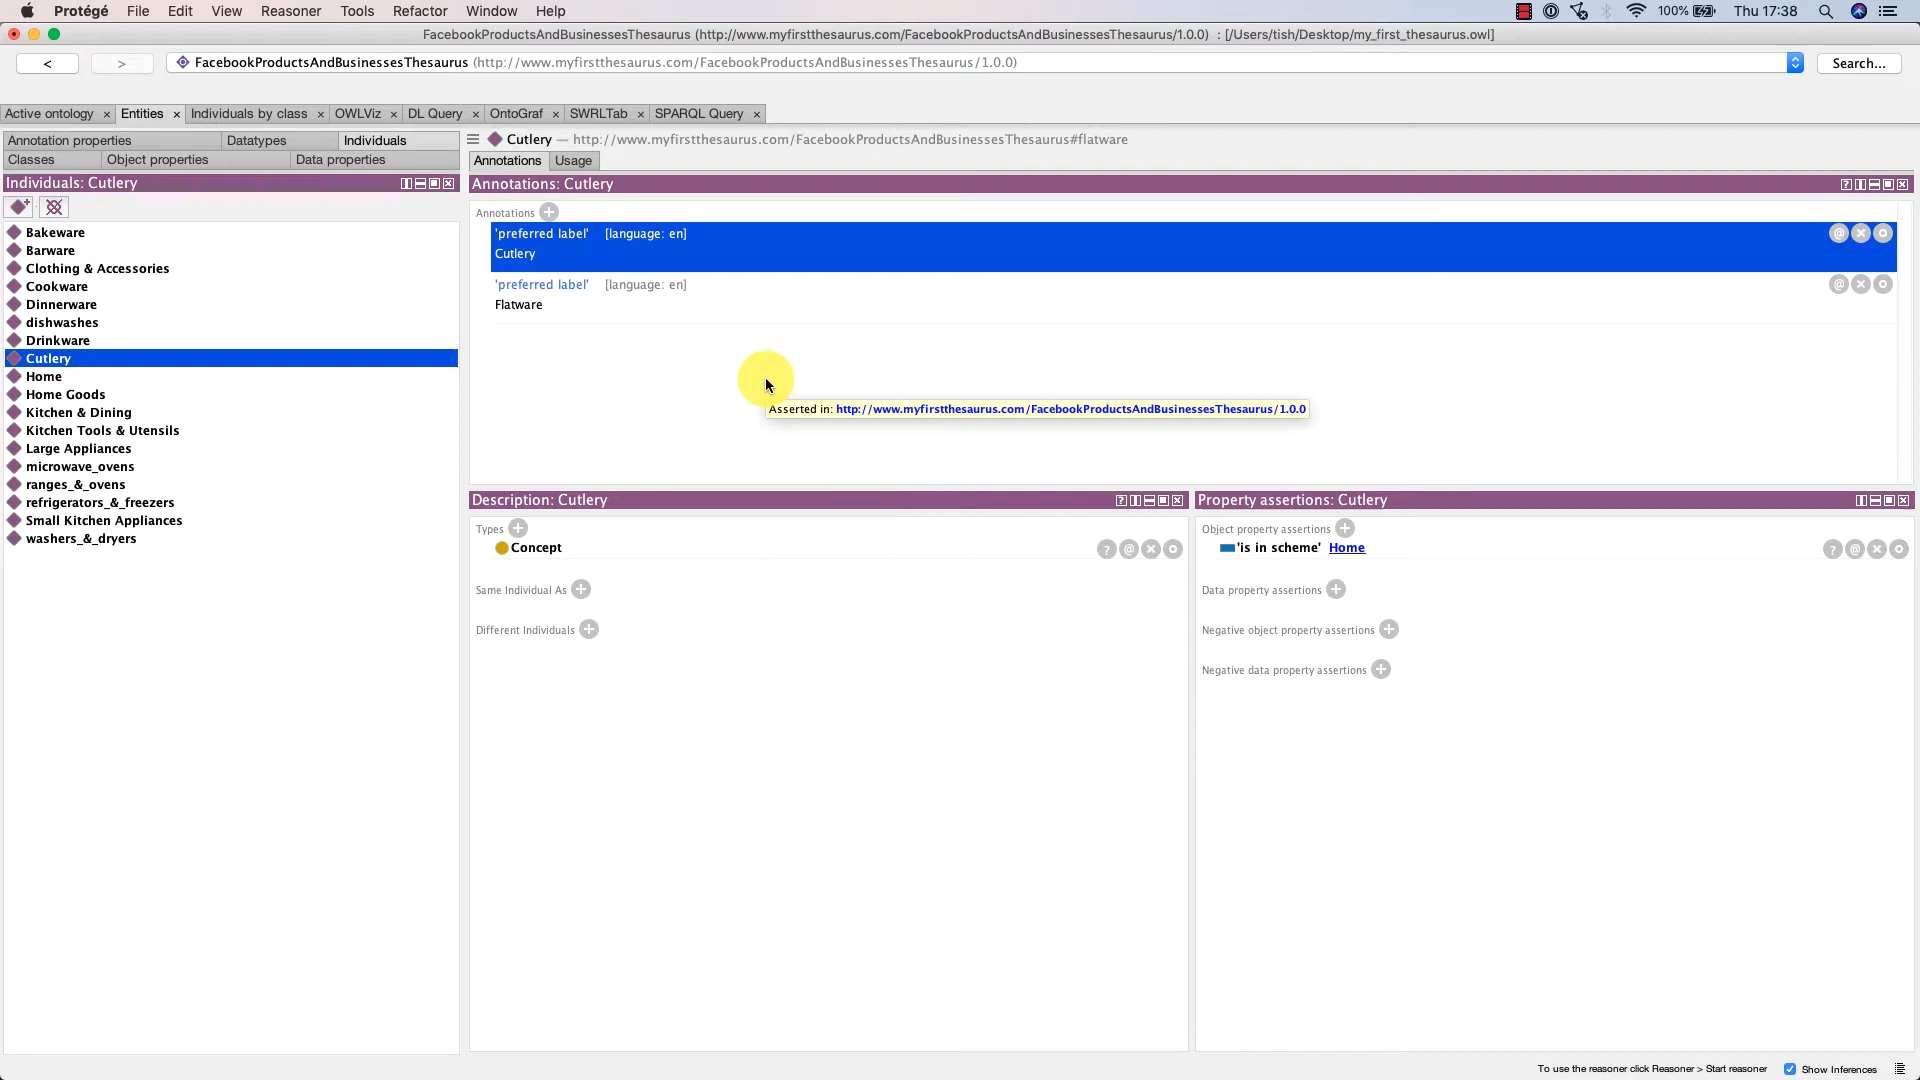 Protégé File Edit View Reasoner Tools Refactor Window Help 100% Thu 17:38
FacebookProductsAndBusinessesThesaurus (http://www.myfirstthesaurus.com/FacebookProductsAndBusinessesThesaurus/1.0.0) : [/Users/tish/Desktop/my_first_thesaurus.owl]
< > FacebookProductsAndBusinessesThesaurus (http://www.myfirstthesaurus.com/FacebookProductsAndBusinessesThesaurus/1.0.0) Search...
Active ontology × Entities × Individuals by class × OWLViz × DL Query × OntoGraf × SWRLTab × SPARQL Query ×
Annotation properties Datatypes Individuals
Classes Object properties Data properties
Individuals: Cutlery
Bakeware
Barware
Clothing & Accessories
Cookware
Dinnerware
dishwashes
Drinkware
Cutlery
Home
Home Goods
Kitchen & Dining
Kitchen Tools & Utensils
Large Appliances
microwave_ovens
ranges_&_ovens
refrigerators_&_freezers
Small Kitchen Appliances
washers_&_dryers
Cutlery — http://www.myfirstthesaurus.com/FacebookProductsAndBusinessesThesaurus#flatware
Annotations Usage
Annotations: Cutlery
Annotations
'preferred label' [language: en]
Cutlery
'preferred label' [language: en]
Flatware
Asserted in: http://www.myfirstthesaurus.com/FacebookProductsAndBusinessesThesaurus/1.0.0
Description: Cutlery
Types
Concept
Same Individual As
Different Individuals
Property assertions: Cutlery
Object property assertions
'is in scheme' Home
Data property assertions
Negative object property assertions
Negative data property assertions
To use the reasoner click Reasoner > Start reasoner Show Inferences